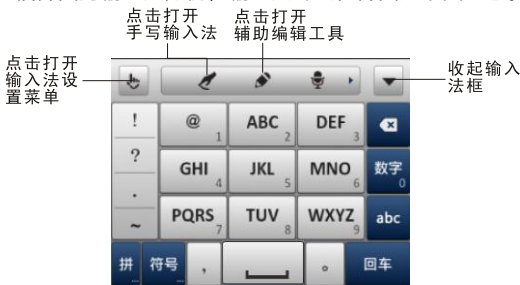 点击打开
手写输入法
点击打开
辅助编辑工具
点击打开
输入法设
置菜单
收起输入
法框
! @ 1 ABC 2 DEF 3
? GHI 4 JKL 5 MNO 6 数字 0
.
~ PQRS 7 TUV 8 WXYZ 9 abc
拼 符号 , 。 回车